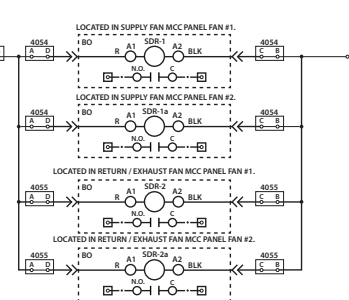 LOCATED IN SUPPLY FAN MCC PANEL FAN #1.
4054 BO SDR-1 4054
A D R A1 A2 BLK C B
N.O. C
LOCATED IN SUPPLY FAN MCC PANEL FAN #2.
4054 BO SDR-1a 4054
A D R A1 A2 BLK C B
N.O. C
LOCATED IN RETURN / EXHAUST FAN MCC PANEL FAN #1.
4055 BO SDR-2 4055
A D R A1 A2 BLK C B
N.O. C
LOCATED IN RETURN / EXHAUST FAN MCC PANEL FAN #2.
4055 BO SDR-2a 4055
A D R A1 A2 BLK C B
N.O. C